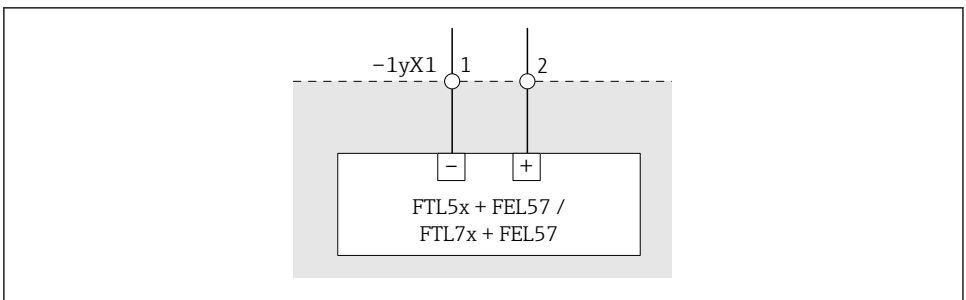 -1yX1 1 2
- +
FTL5x + FEL57 /
FTL7x + FEL57